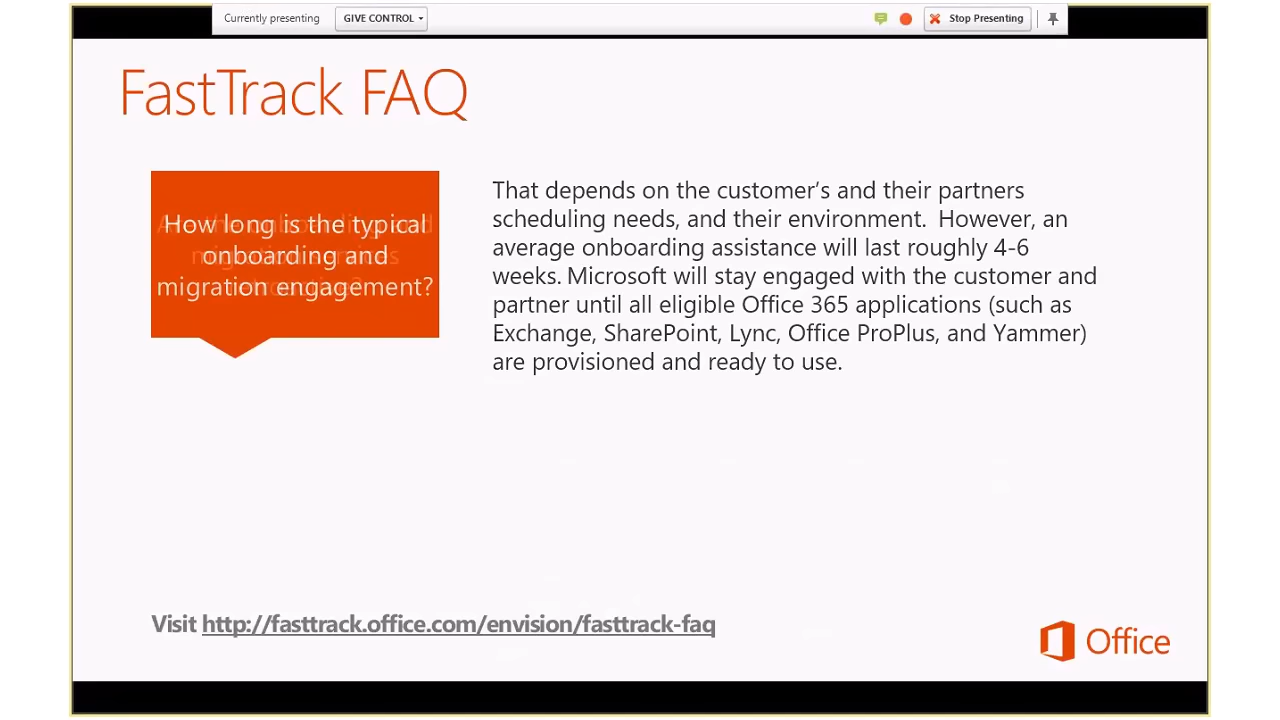 Currently presenting GIVE CONTROL Stop Presenting
FastTrack FAQ
How long is the typical
onboarding and
migration engagement?
That depends on the customer's and their partners
scheduling needs, and their environment.  However, an
average onboarding assistance will last roughly 4-6
weeks. Microsoft will stay engaged with the customer and
partner until all eligible Office 365 applications (such as
Exchange, SharePoint, Lync, Office ProPlus, and Yammer)
are provisioned and ready to use.
Visit http://fasttrack.office.com/envision/fasttrack-faq
Office